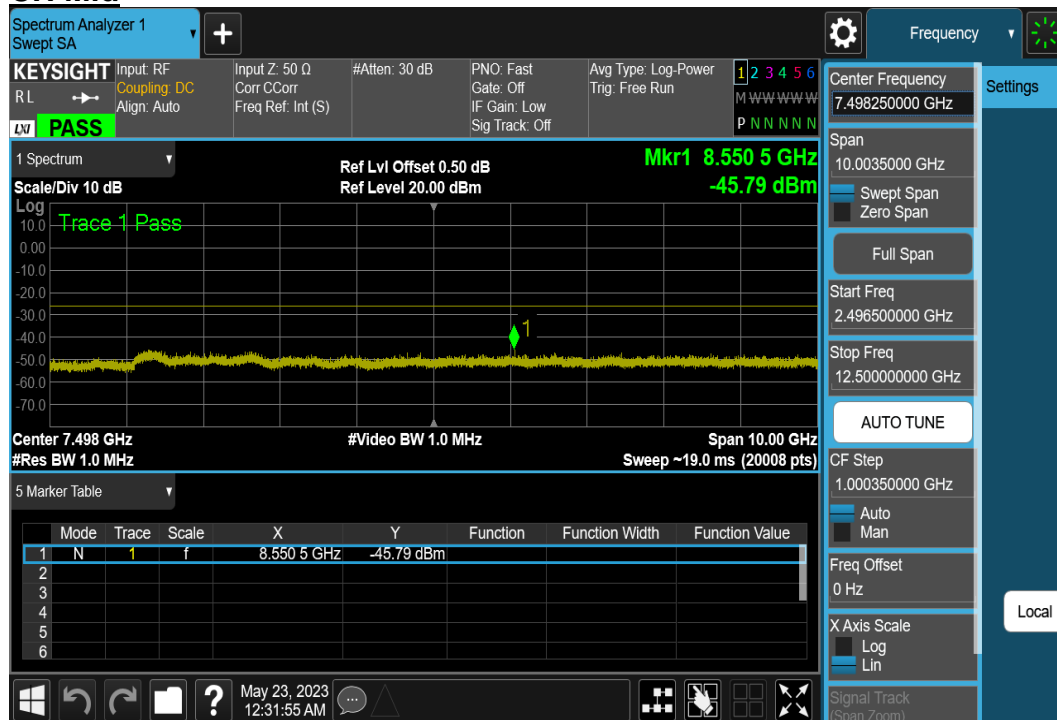 Spectrum Analyzer 1
Swept SA
Frequency
KEYSIGHT
RL
LXI
PASS
Input: RF
Coupling: DC
Align: Auto
Input Z: 50 Ω
Corr CCorr
Freq Ref: Int (S)
#Atten: 30 dB
PNO: Fast
Gate: Off
IF Gain: Low
Sig Track: Off
Avg Type: Log-Power
Trig: Free Run
1 2 3 4 5 6
M W W W W W
P N N N N N
1 Spectrum
Scale/Div 10 dB
Ref Lvl Offset 0.50 dB
Ref Level 20.00 dBm
Mkr1 8.550 5 GHz
-45.79 dBm
Log
Trace 1 Pass
10.0
0.00
-10.0
-20.0
-30.0
1
-40.0
-50.0
-60.0
-70.0
Center 7.498 GHz
#Video BW 1.0 MHz
Span 10.00 GHz
#Res BW 1.0 MHz
Sweep ~19.0 ms (20008 pts)
5 Marker Table
Mode Trace Scale X Y Function Function Width Function Value
1 N 1 f 8.550 5 GHz -45.79 dBm
2
3
4
5
6
May 23, 2023
12:31:55 AM
Center Frequency
7.498250000 GHz
Span
10.0035000 GHz
Swept Span
Zero Span
Full Span
Start Freq
2.496500000 GHz
Stop Freq
12.500000000 GHz
AUTO TUNE
CF Step
1.000350000 GHz
Auto
Man
Freq Offset
0 Hz
X Axis Scale
Log
Lin
Signal Track
(Span Zoom)
Settings
Local